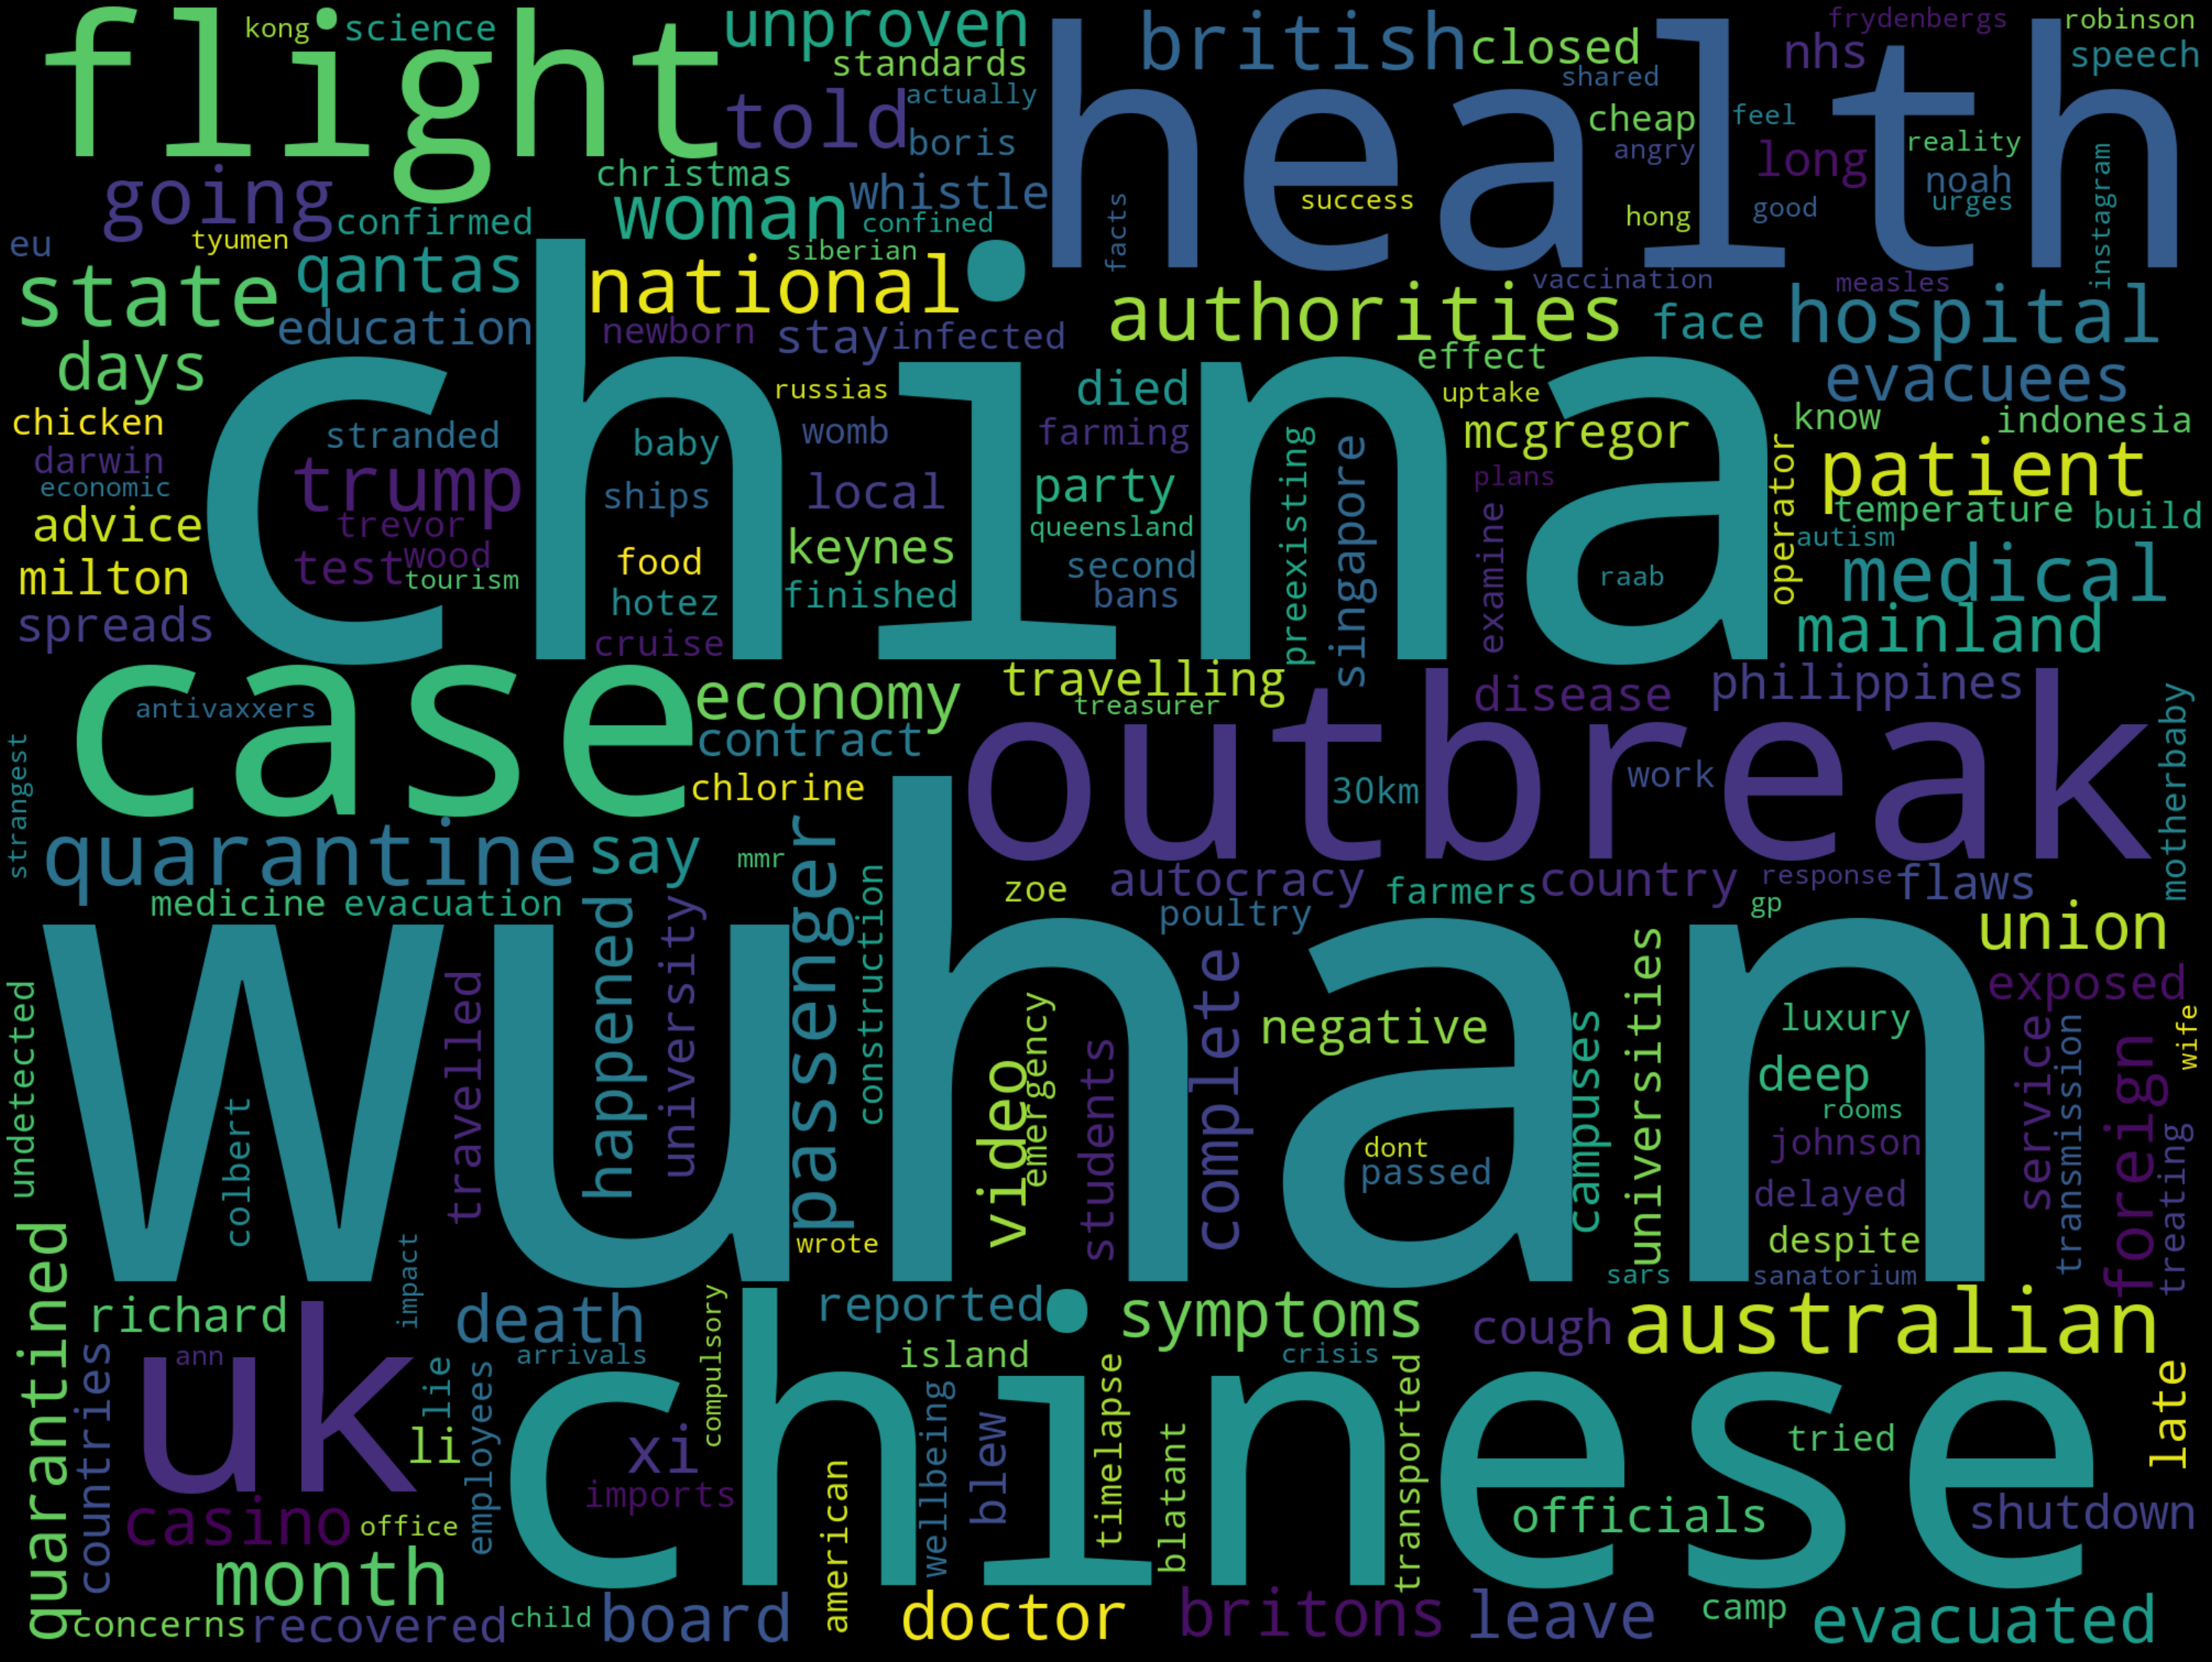 flight
kong
science
unproven
standards
british
closed
frydenbergs
robinson
nhs
speech
shared
health
told
actually
boris
cheap
feel
angry
long
reality
going
christmas
whistle
woman
confined
success
facts
hong
good
noah
urges
instagram
eu
tyumen
confirmed
siberian
state
qantas
national
vaccination
measles
authorities
face
hospital
education
newborn
stay
infected
days
effect
evacuees
china
russias
died
uptake
chicken
stranded
baby
womb
farming
mcgregor
know
indonesia
darwin
economic
trump
ships
local
party
preexisting
singapore
plans
operator
patient
advice
trevor
queensland
temperature
build
test
wood
food
keynes
second
examine
autism
milton
tourism
hotez
finished
bans
raab
medical
spreads
cruise
mainland
case
antivaxxers
economy
travelling
treasurer
disease
philippines
contract
outbreak
motherbaby
strangest
chlorine
30km
work
quarantine
say
mmr
passenger
zoe
autocracy
farmers
country
response
flaws
medicine
evacuation
poultry
gp
union
wuhan
happened
university
construction
complete
universities
exposed
undetected
travelled
video
emergency
students
negative
campuses
luxury
deep
service
transmission
foreign
wife
colbert
rooms
dont
passed
johnson
treating
delayed
quarantined
impact
wrote
despite
sars
sanatorium
richard
death
compulsory
reported
symptoms
cough
australian
ann
arrivals
island
crisis
uk
countries
lie
employees
chinese
wellbeing
timelapse
transported
late
li
xi
blew
blatant
tried
imports
american
officials
shutdown
casino
office
month
concerns
recovered
child
board
doctor
britons
leave
camp
evacuated